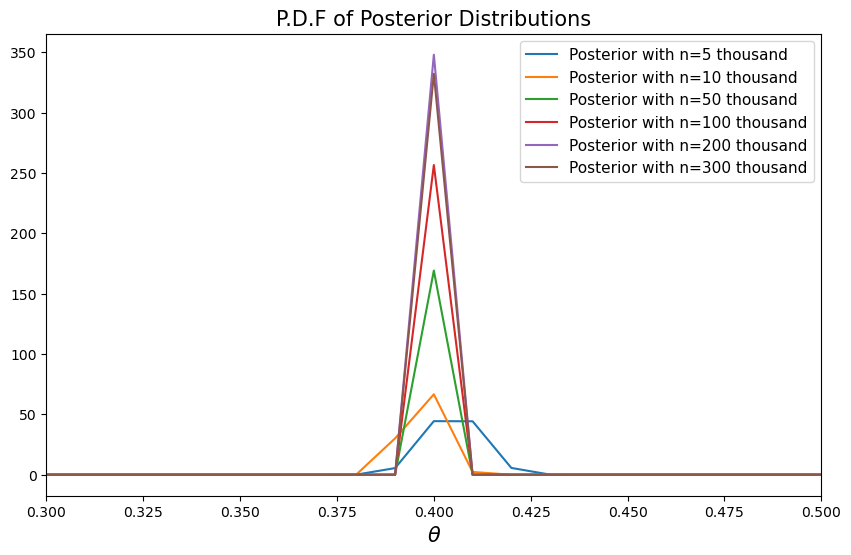 P.D.F of Posterior Distributions
350
300
250
200
150
100
50
0
Posterior with n=5 thousand
Posterior with n=10 thousand
Posterior with n=50 thousand
Posterior with n=100 thousand
Posterior with n=200 thousand
Posterior with n=300 thousand
0.300 0.325 0.350 0.375 0.400 0.425 0.450 0.475 0.500
θ